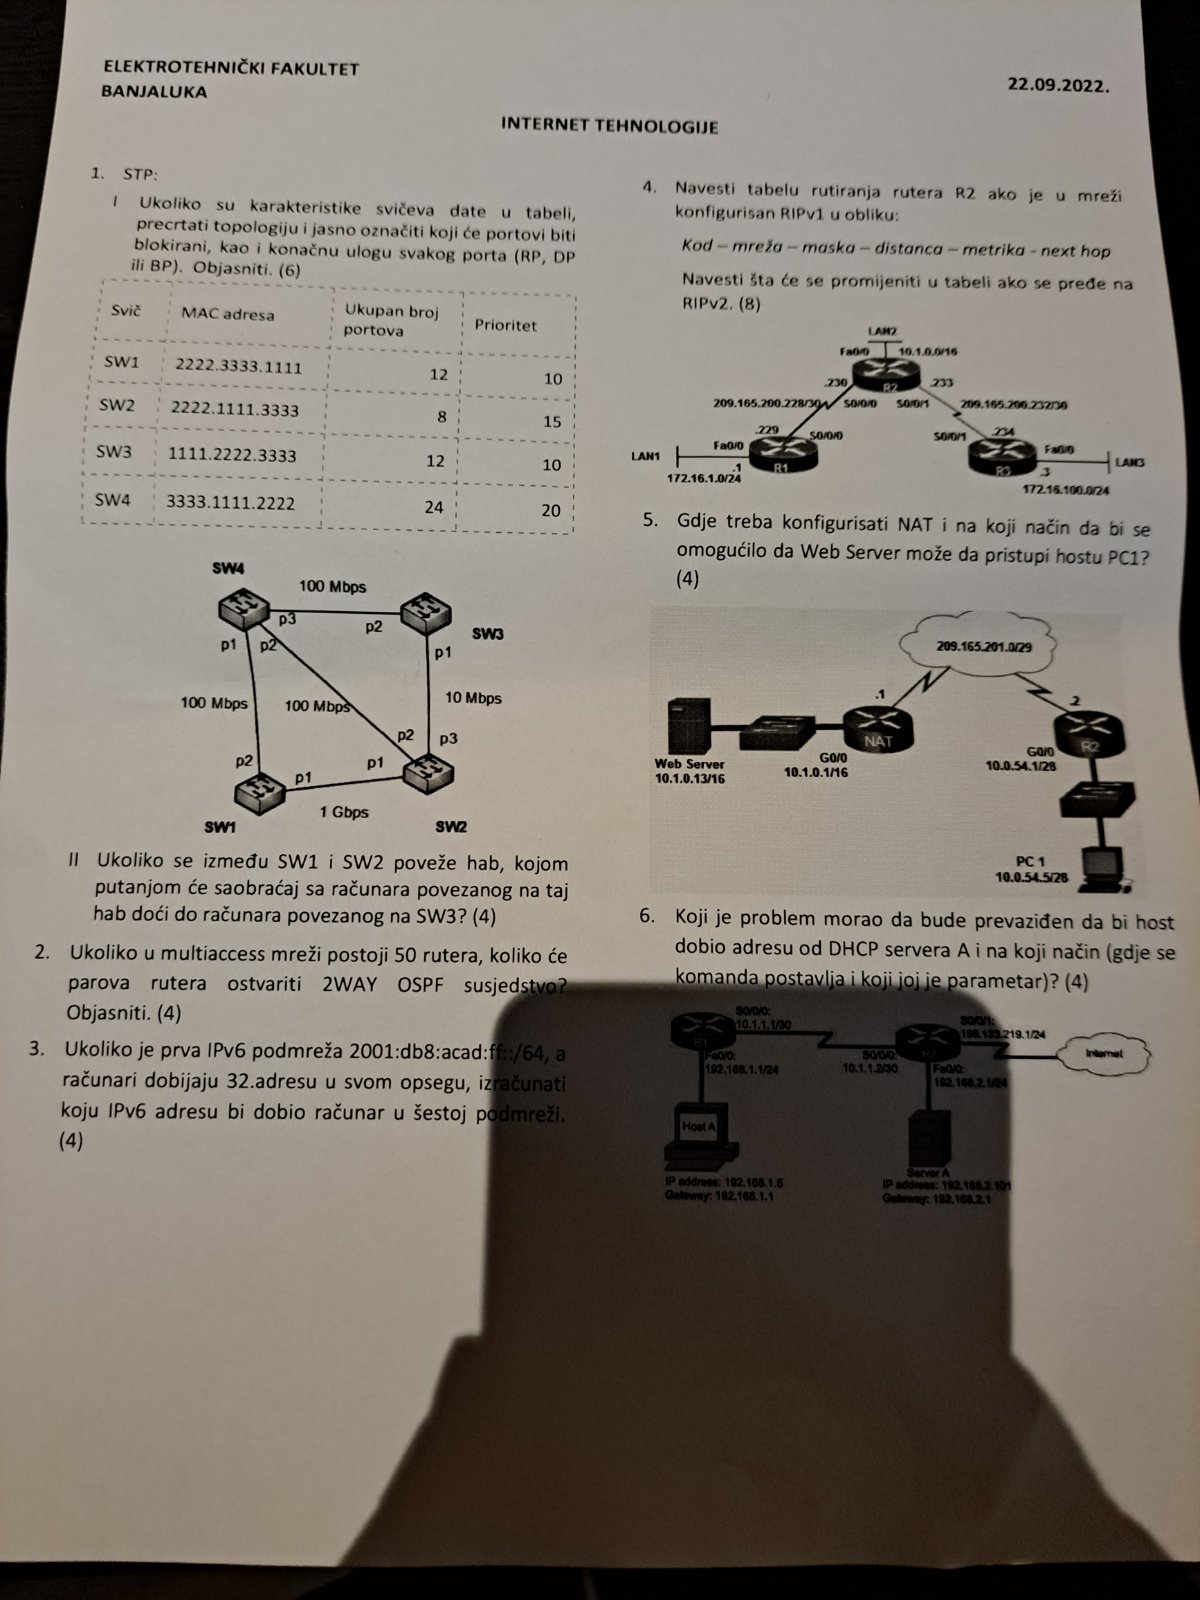 ELEKTROTEHNIČKI FAKULTET
BANJALUKA
22.09.2022.
INTERNET TEHNOLOGIJE
1. STP:
I Ukoliko su karakteristike svičeva date u tabeli,
precrtati topologiju i jasno označiti koji će portovi biti
blokirani, kao i konačnu ulogu svakog porta (RP, DP
ili BP). Objasniti. (6)
Svič MAC adresa Ukupan broj portova Prioritet
SW1 2222.3333.1111 12 10
SW2 2222.1111.3333 8 15
SW3 1111.2222.3333 12 10
SW4 3333.1111.2222 24 20
SW4
100 Mbps
p3
p2
SW3
p1
p2
p1
100 Mbps
100 Mbps
10 Mbps
p2
p3
p2
p1
p1
1 Gbps
SW1
SW2
II Ukoliko se između SW1 i SW2 poveže hab, kojom
putanjom će saobraćaj sa računara povezanog na taj
hab doći do računara povezanog na SW3? (4)
2. Ukoliko u multiaccess mreži postoji 50 rutera, koliko će
parova rutera ostvariti 2WAY OSPF susjedstvo?
Objasniti. (4)
3. Ukoliko je prva IPv6 podmreža 2001:db8:acad:ff::/64, a
računari dobijaju 32.adresu u svom opsegu, izračunati
koju IPv6 adresu bi dobio računar u šestoj podmreži.
(4)
4. Navesti tabelu rutiranja rutera R2 ako je u mreži
konfigurisan RIPv1 u obliku:
Kod – mreža – maska – distanca – metrika - next hop
Navesti šta će se promijeniti u tabeli ako se pređe na
RIPv2. (8)
LAN2
Fa0/0 10.1.0.0/16
.230 R2 .233
209.165.200.228/30 S0/0/0 S0/0/1 209.165.200.232/30
.229 S0/0/0 S0/0/1 .234
LAN1 Fa0/0 .1 R1
172.16.1.0/24
R3 Fa0/0 .3 LAN3
172.16.100.0/24
5. Gdje treba konfigurisati NAT i na koji način da bi se
omogućilo da Web Server može da pristupi hostu PC1?
(4)
209.165.201.0/29
.1
.2
NAT
R2
Web Server
10.1.0.13/16
G0/0
10.1.0.1/16
G0/0
10.0.54.1/28
PC 1
10.0.54.5/28
6. Koji je problem morao da bude prevaziđen da bi host
dobio adresu od DHCP servera A i na koji način (gdje se
komanda postavlja i koji joj je parametar)? (4)
S0/0/0:
10.1.1.1/30
R1
Fa0/0:
192.168.1.1/24
S0/0/0:
10.1.1.2/30
R2
S0/0/1:
198.133.219.1/24
Internet
Fa0/0:
192.168.2.1/24
Host A
IP address: 192.168.1.5
Gateway: 192.168.1.1
Server A
IP address: 192.168.2.101
Gateway: 192.168.2.1